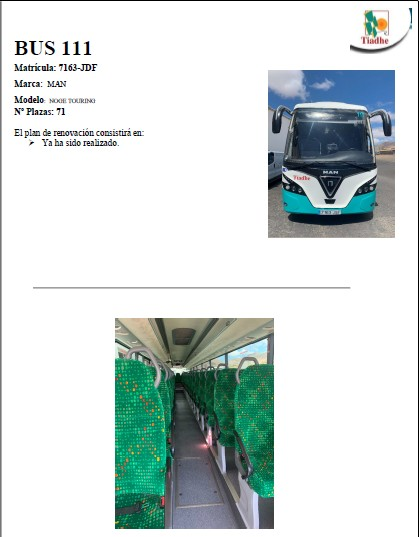 Tiadhe
BUS 111
Matrícula: 7163-JDF
Marca: MAN
Modelo: NOGE TOURINO
Nº Plazas: 71
El plan de renovación consistirá en:
➢ Ya ha sido realizado.
MAN
Tiadhe